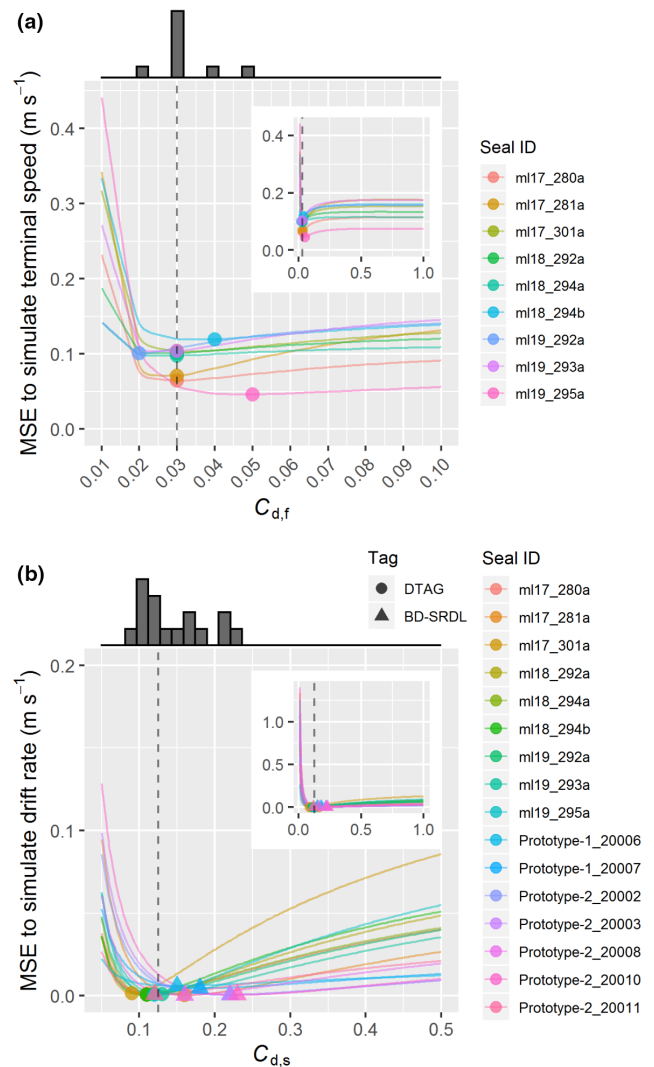 (a)
MSE to simulate terminal speed (m s⁻¹)
0.4
0.3
0.2
0.1
0.0
0.4
0.2
0.0
0.0 0.5 1.0
0.01 0.02 0.03 0.04 0.05 0.06 0.07 0.08 0.09 0.10
Cd,f
Seal ID
ml17_280a
ml17_281a
ml17_301a
ml18_292a
ml18_294a
ml18_294b
ml19_292a
ml19_293a
ml19_295a
(b)
Tag
DTAG
BD-SRDL
MSE to simulate drift rate (m s⁻¹)
0.2
0.1
0.0
1.0
0.5
0.0
0.0 0.5 1.0
0.1 0.2 0.3 0.4 0.5
Cd,s
Seal ID
ml17_280a
ml17_281a
ml17_301a
ml18_292a
ml18_294a
ml18_294b
ml19_292a
ml19_293a
ml19_295a
Prototype-1_20006
Prototype-1_20007
Prototype-2_20002
Prototype-2_20003
Prototype-2_20008
Prototype-2_20010
Prototype-2_20011